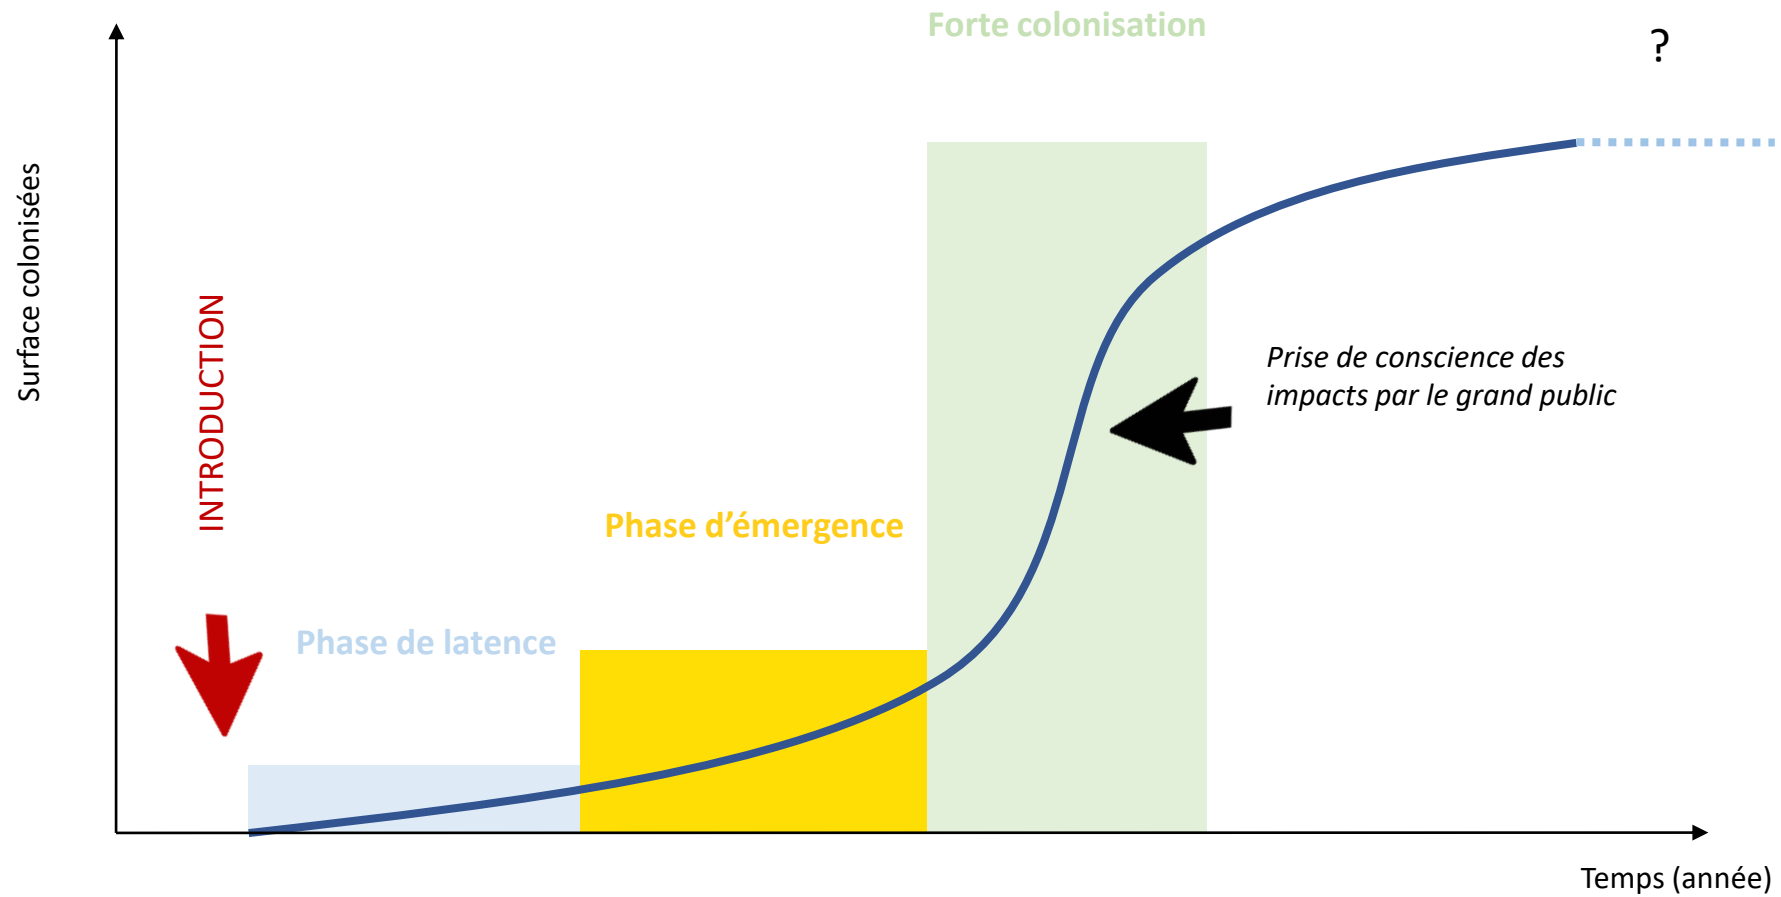 Forte colonisation
?
Surface colonisées
INTRODUCTION
Prise de conscience des
impacts par le grand public
Phase d’émergence
Phase de latence
Temps (année)